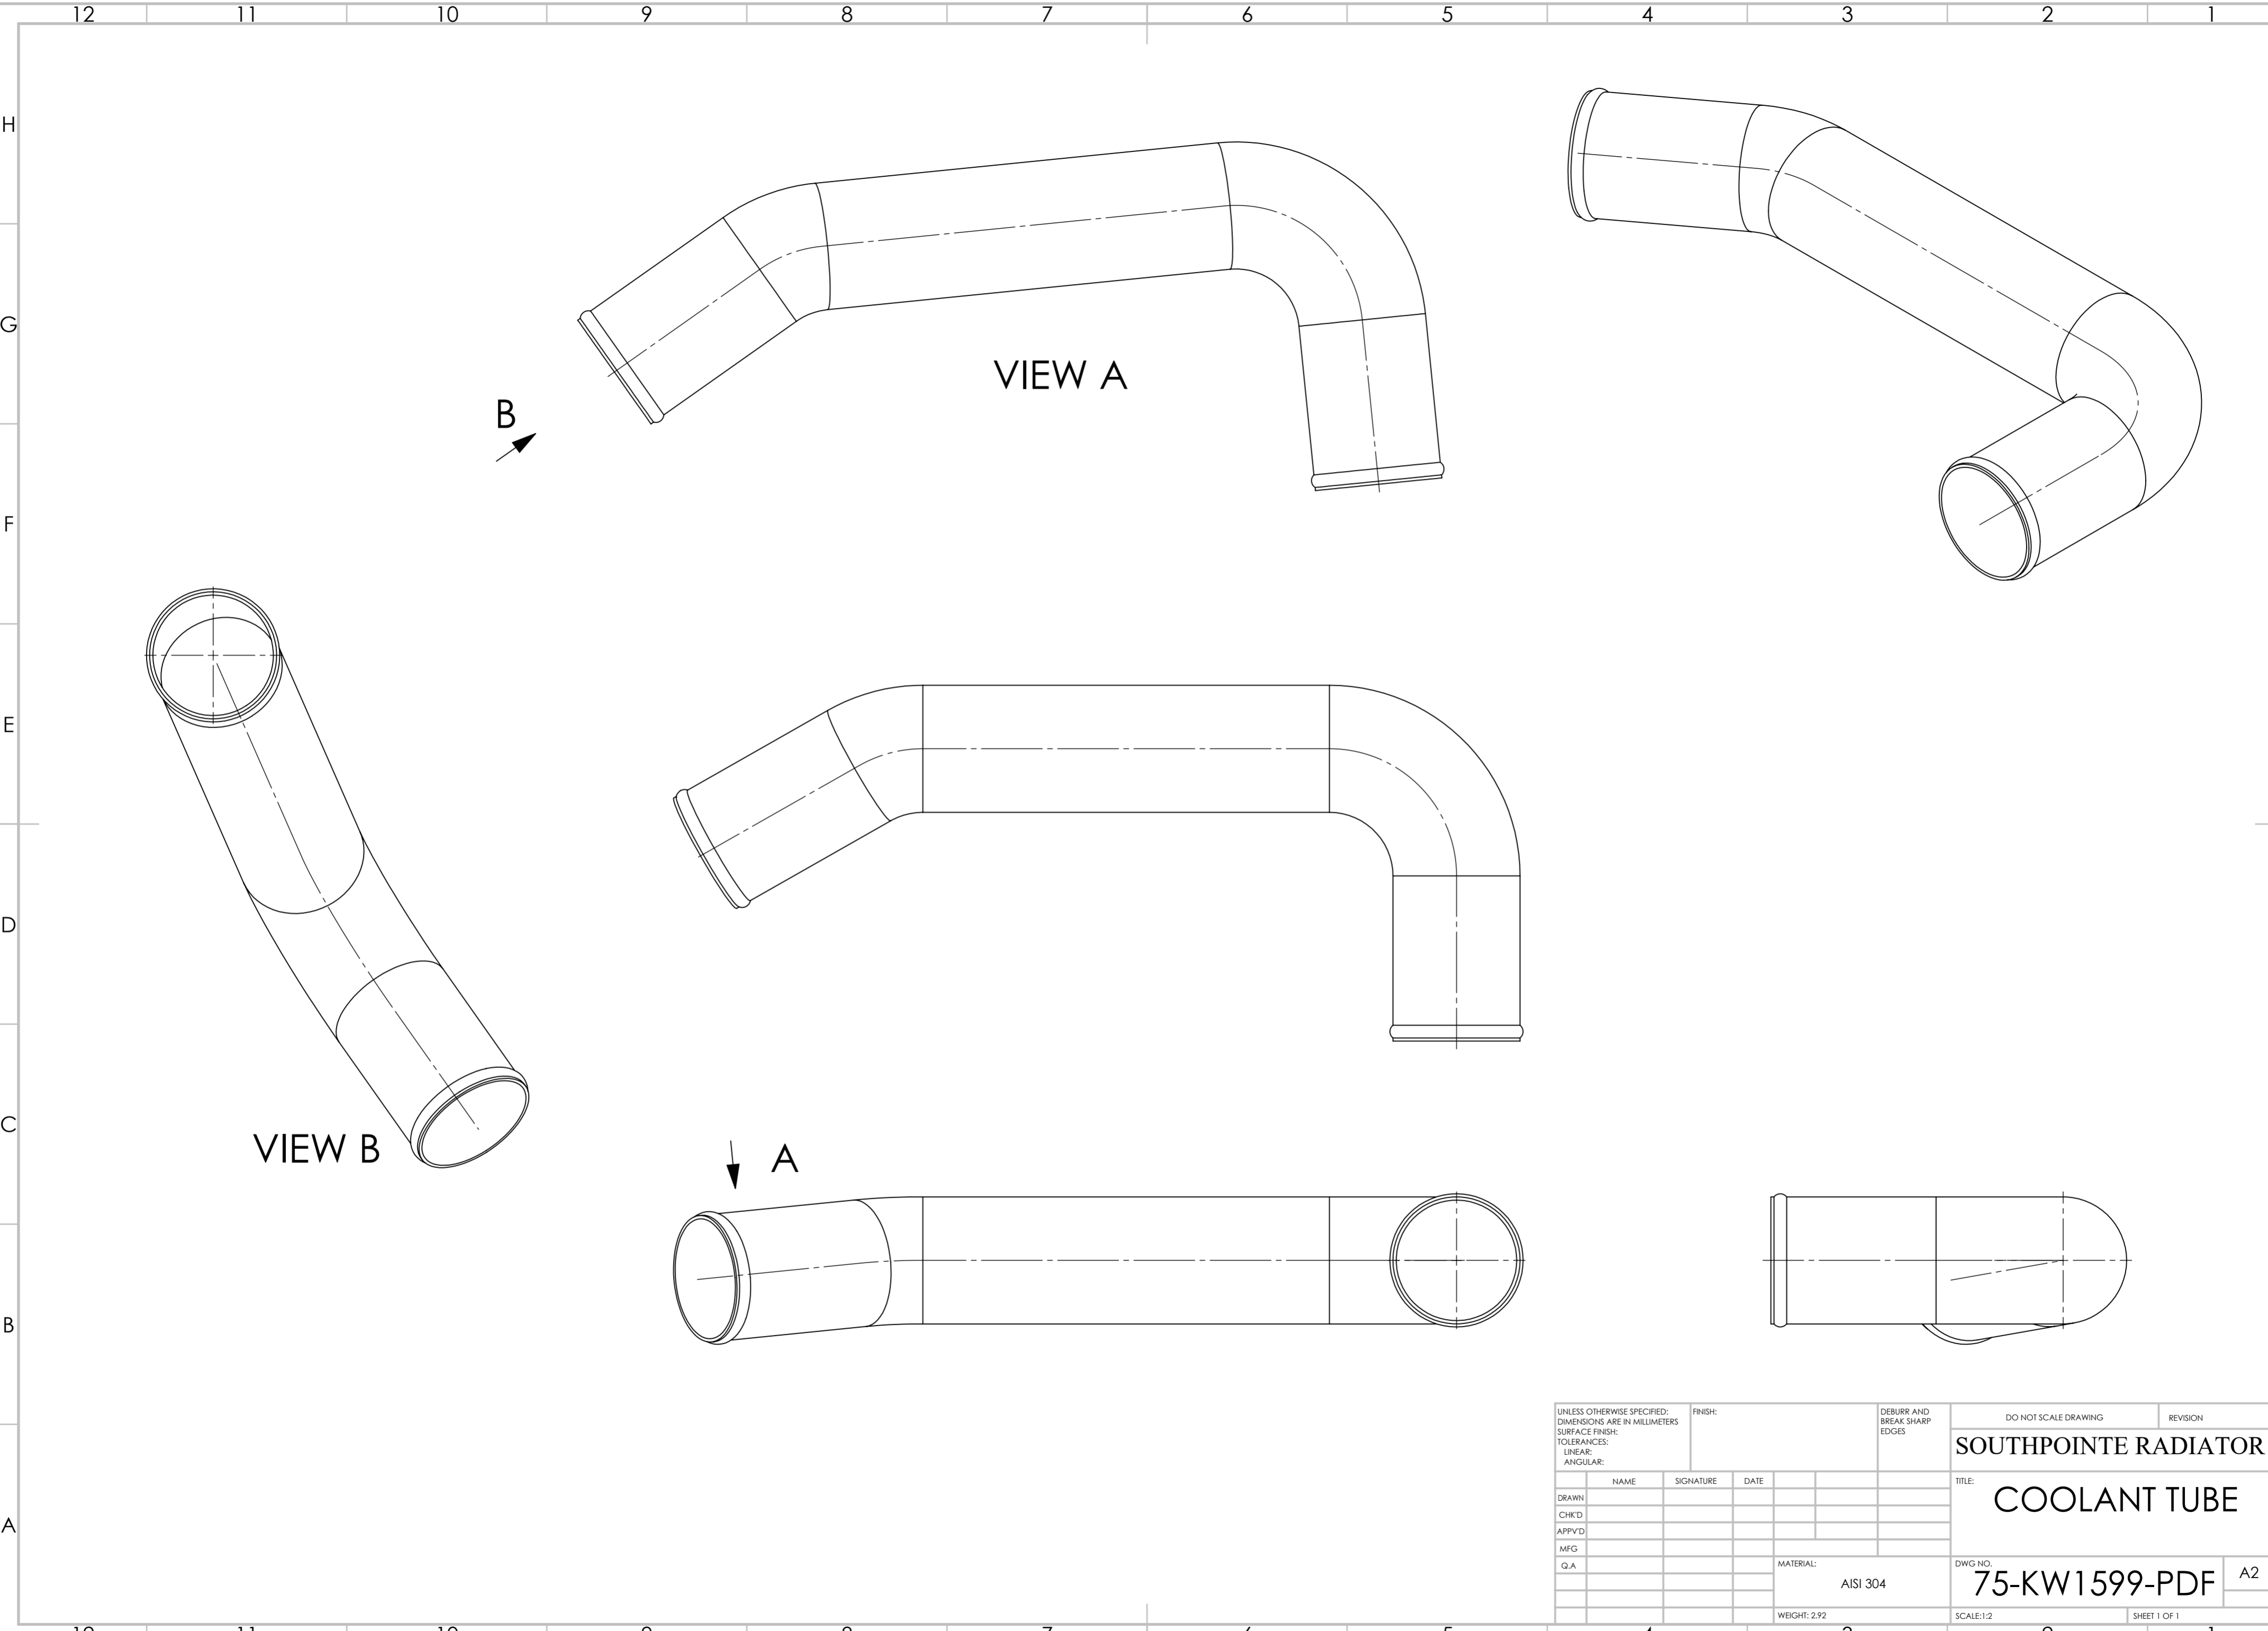 12 11 10 9 8 7 6 5 4 3 2 1
H
G
F
E
D
C
B
A
VIEW A
B
VIEW B
A
UNLESS OTHERWISE SPECIFIED:
DIMENSIONS ARE IN MILLIMETERS
SURFACE FINISH:
TOLERANCES:
LINEAR:
ANGULAR:
FINISH:
DEBURR AND
BREAK SHARP
EDGES
DO NOT SCALE DRAWING
REVISION
SOUTHPOINTE RADIATOR
NAME SIGNATURE DATE
DRAWN
CHK'D
APPV'D
MFG
Q.A
TITLE:
COOLANT TUBE
MATERIAL:
AISI 304
WEIGHT: 2.92
DWG NO.
75-KW1599-PDF
A2
SCALE:1:2
SHEET 1 OF 1